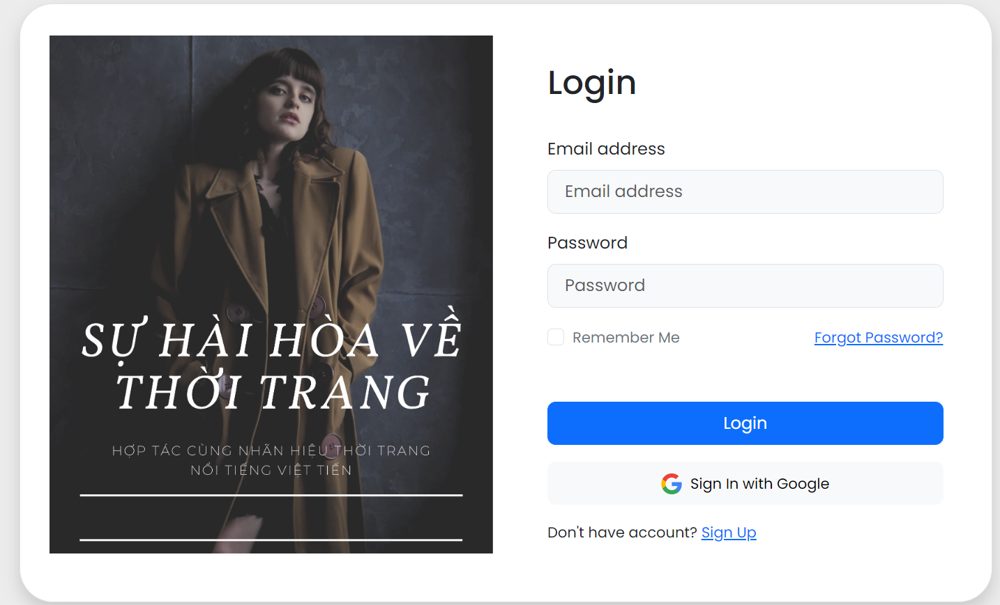 SỰ HÀI HÒA VỀ
THỜI TRANG
HỢP TÁC CÙNG NHÃN HIỆU THỜI TRANG
NỔI TIẾNG VIỆT TIẾN
Login
Email address
Email address
Password
Password
Remember Me Forgot Password?
Login
Sign In with Google
Don't have account? Sign Up